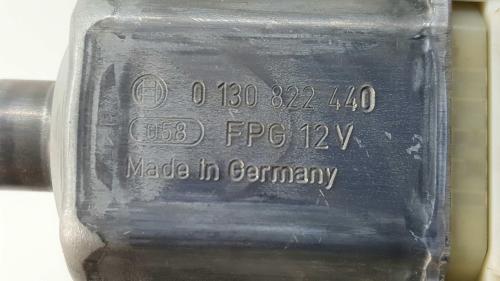 0 130 822 440
058 FPG 12V
Made in Germany